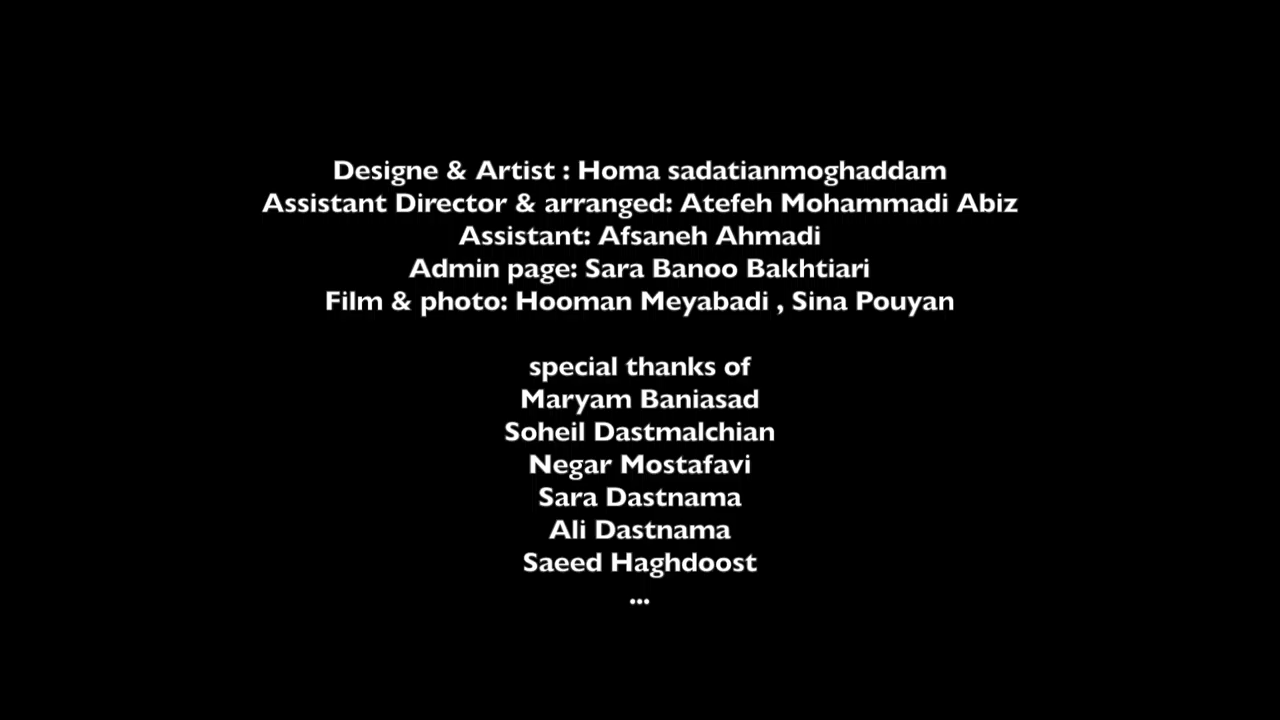 Designe & Artist : Homa sadatianmoghaddam
Assistant Director & arranged: Atefeh Mohammadi Abiz
Assistant: Afsaneh Ahmadi
Admin page: Sara Banoo Bakhtiari
Film & photo: Hooman Meyabadi , Sina Pouyan
special thanks of
Maryam Baniasad
Soheil Dastmalchian
Negar Mostafavi
Sara Dastnama
Ali Dastnama
Saeed Haghdoost
...